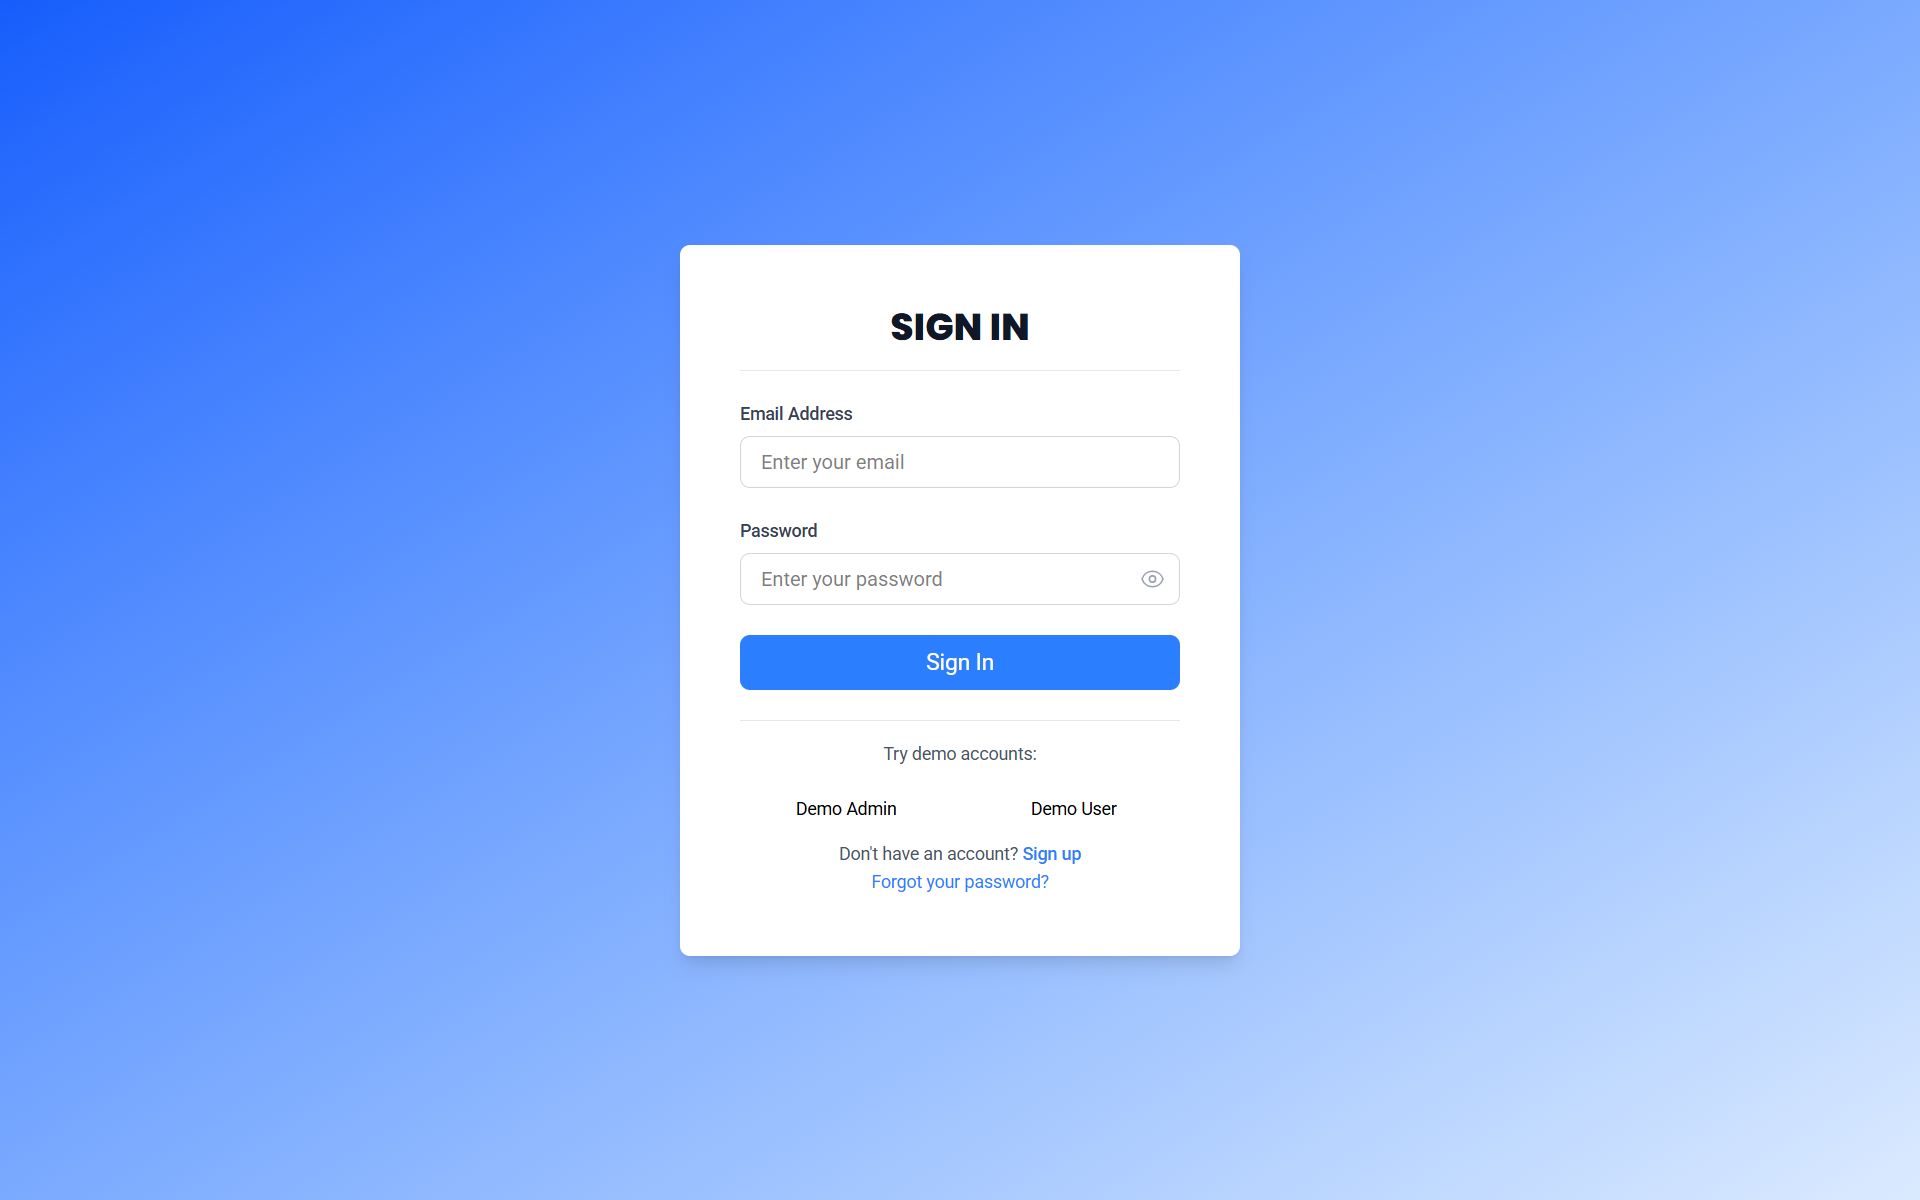 SIGN IN
Email Address
Enter your email
Password
Enter your password
Sign In
Try demo accounts:
Demo Admin
Demo User
Don't have an account? Sign up
Forgot your password?